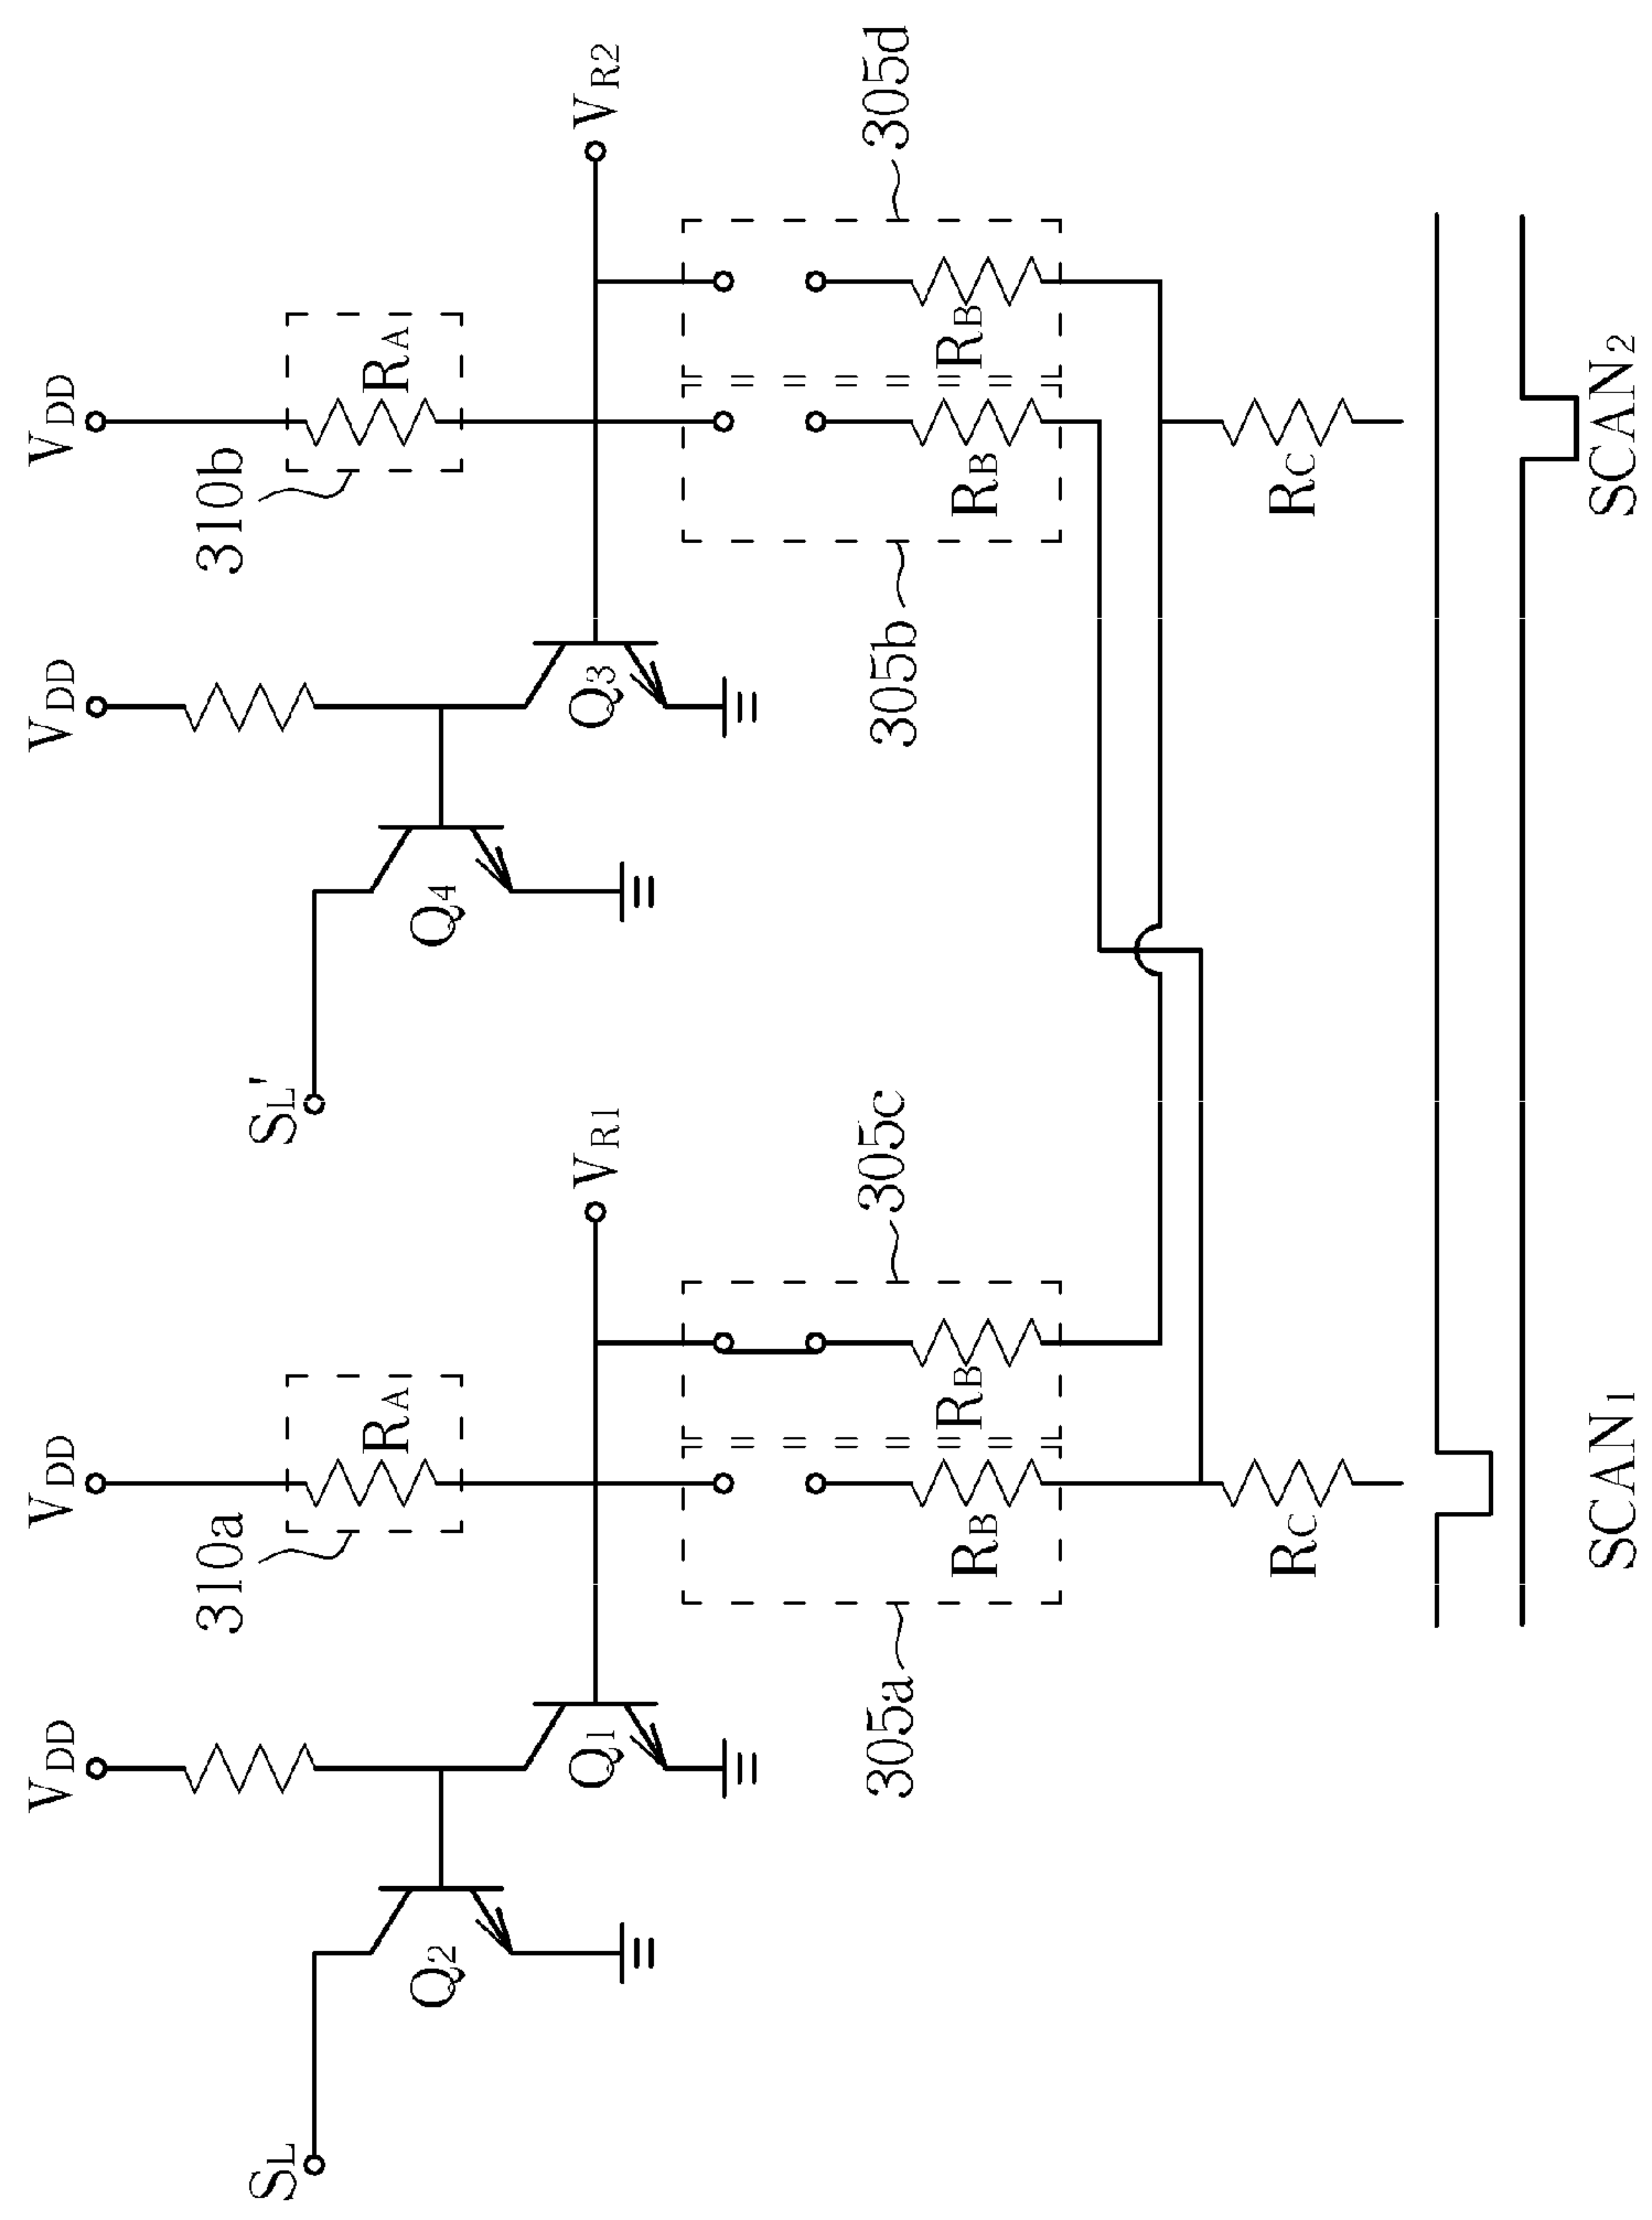 VDD
VDD
VDD
VDD
310a
RA
310b
RA
SL
SL'
Q2
Q4
Q1
VR1
Q3
VR2
305a
305c
305b
305d
RB
RB
RB
RB
RC
RC
SCAN1
SCAN2